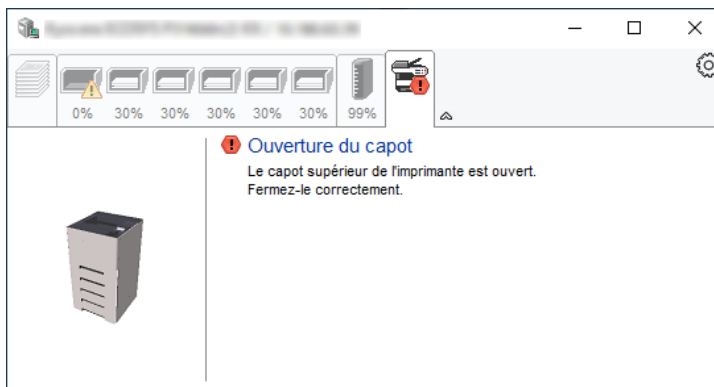 0% 30% 30% 30% 30% 30% 99%
Ouverture du capot
Le capot supérieur de l'imprimante est ouvert.
Fermez-le correctement.